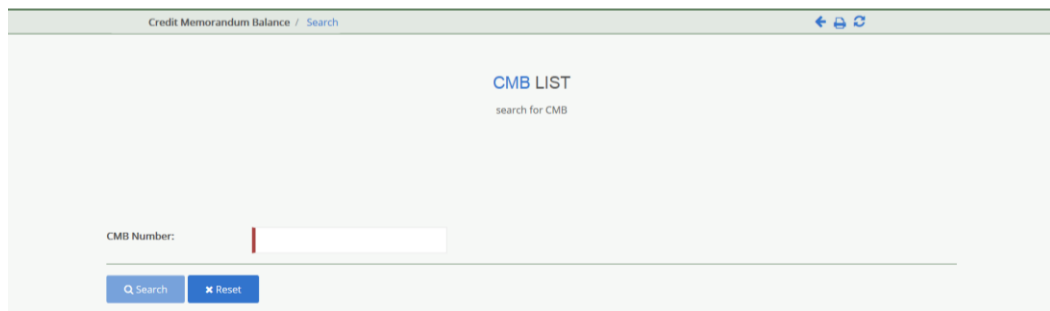 Credit Memorandum Balance / Search
CMB LIST
search for CMB
CMB Number:
Search
Reset